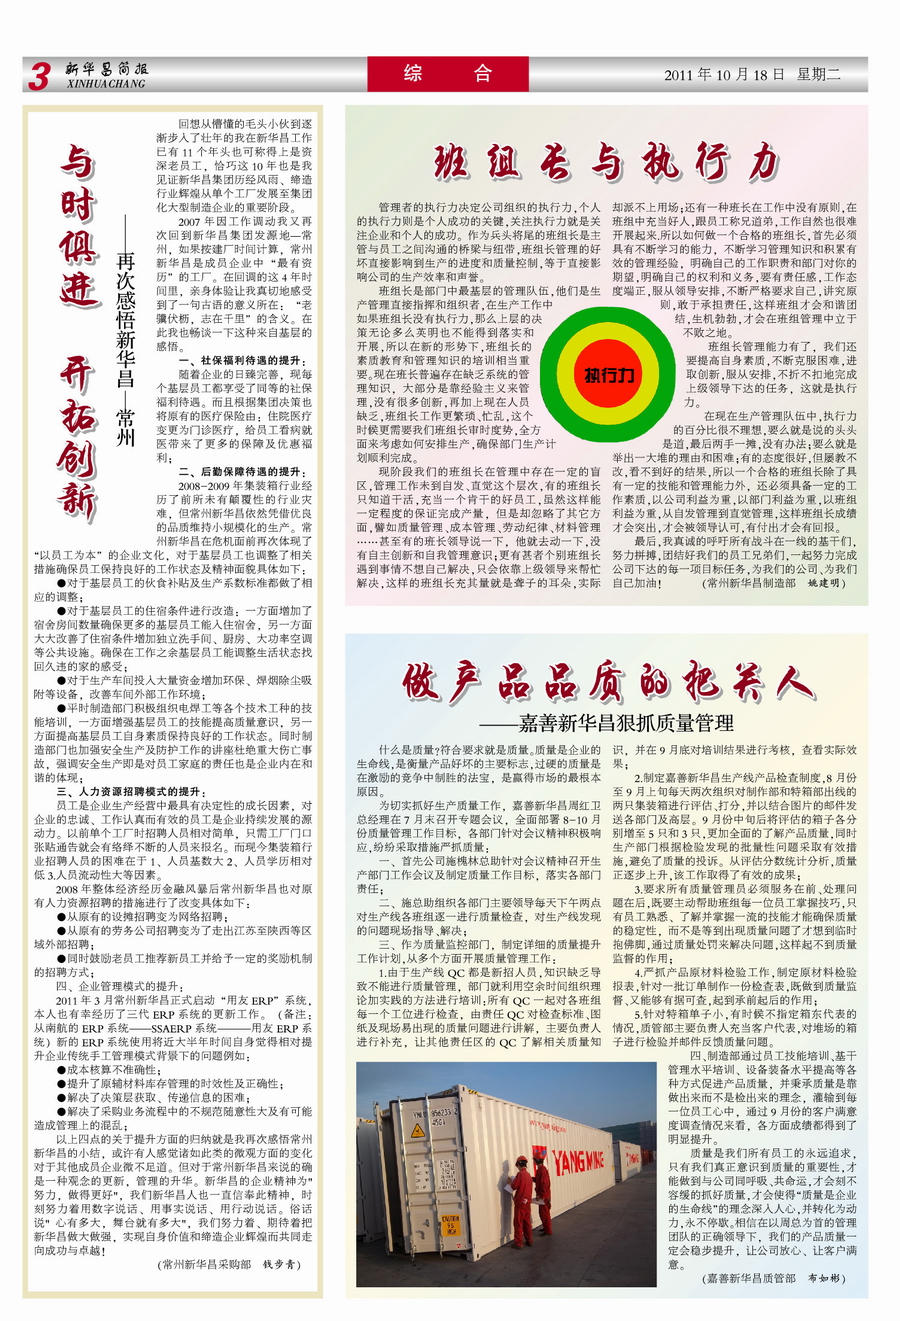 3
新华昌简报
XINHUACHANG
综 合
2011 年 10 月 18 日 星期二
与时俱进 开拓创新
——再次感悟新华昌—常州
回想从懵懂的毛头小伙到逐
渐步入了壮年的我在新华昌工作
已有 11 个年头也可称得上是资
深老员工，恰巧这 10 年也是我
见证新华昌集团历经风雨、缔造
行业辉煌从单个工厂发展至集团
化大型制造企业的重要阶段。
2007 年因工作调动我又再
次回到新华昌集团发源地—常
州，如果按建厂时间计算，常州
新华昌是成员企业中“最有资
历”的工厂。在回调的这 4 年时
间里，亲身体验让我真切地感受
到了一句古语的意义所在：“老
骥伏枥，志在千里”的含义。在
此我也畅谈一下这种来自基层的
感悟。
一、社保福利待遇的提升：
随着企业的日臻完善，现每
个基层员工都享受了同等的社保
福利待遇。而且根据集团决策也
将原有的医疗保险由：住院医疗
变更为门诊医疗，给员工看病就
医带来了更多的保障及优惠福
利；
二、后勤保障待遇的提升：
2008-2009 年集装箱行业经
历了前所未有颠覆性的行业灾
难，但常州新华昌依然凭借优良
的品质维持小规模化的生产。常
州新华昌在危机面前再次体现了
“以员工为本”的企业文化，对于基层员工也调整了相关
措施确保员工保持良好的工作状态及精神面貌具体如下：
●对于基层员工的伙食补贴及生产系数标准都做了相
应的调整；
●对于基层员工的住宿条件进行改造：一方面增加了
宿舍房间数量确保更多的基层员工能入住宿舍，另一方面
大大改善了住宿条件增加独立洗手间、厨房、大功率空调
等公共设施。确保在工作之余基层员工能调整生活状态找
回久违的家的感受；
●对于生产车间投入大量资金增加环保、焊烟除尘吸
附等设备，改善车间外部工作环境；
●平时制造部门积极组织电焊工等各个技术工种的技
能培训，一方面增强基层员工的技能提高质量意识，另一
方面提高基层员工自身素质保持良好的工作状态。同时制
造部门也加强安全生产及防护工作的讲座杜绝重大伤亡事
故，强调安全生产即是对员工家庭的责任也是企业内在和
谐的体现；
三、人力资源招聘模式的提升：
员工是企业生产经营中最具有决定性的成长因素，对
企业的忠诚、工作认真而有效的员工是企业持续发展的源
动力。以前单个工厂时招聘人员相对简单，只需工厂门口
张贴通告就会有络绎不断的人员来报名。而现今集装箱行
业招聘人员的困难在于 1、人员基数大 2、人员学历相对
低 3.人员流动性大等因素。
2008 年整体经济经历金融风暴后常州新华昌也对原
有人力资源招聘的措施进行了改变具体如下：
●从原有的设摊招聘变为网络招聘；
●从原有的劳务公司招聘变为了走出江苏至陕西等区
域外部招聘；
●同时鼓励老员工推荐新员工并给予一定的奖励机制
的招聘方式；
四、企业管理模式的提升：
2011 年 3 月常州新华昌正式启动“用友 ERP”系统，
本人也有幸经历了三代 ERP 系统的更新工作。（备注：
从南航的 ERP 系统——SSAERP 系统———用友 ERP 系
统）新的 ERP 系统使用将近大半年时间自身觉得相对提
升企业传统手工管理模式背景下的问题例如：
●成本核算不准确性；
●提升了原辅材料库存管理的时效性及正确性；
●解决了决策层获取、传递信息的困难；
●解决了采购业务流程中的不规范随意性大及有可能
造成管理上的混乱；
以上四点的关于提升方面的归纳就是我再次感悟常州
新华昌的小结，或许有人感觉诸如此类的微观方面的变化
对于其他成员企业微不足道。但对于常州新华昌来说的确
是一种观念的更新，管理的升华。新华昌的企业精神为"
努力，做得更好"，我们新华昌人也一直信奉此精神，时
刻努力着用数字说话、用事实说话、用行动说话。俗话
说" 心有多大，舞台就有多大"，我们努力着、期待着把
新华昌做大做强，实现自身价值和缔造企业辉煌而共同走
向成功与卓越！
（常州新华昌采购部 钱步青）
班组长与执行力
管理者的执行力决定公司组织的执行力，个人
的执行力则是个人成功的关键，关注执行力就是关
注企业和个人的成功。作为兵头将尾的班组长是主
管与员工之间沟通的桥梁与纽带，班组长管理的好
坏直接影响到生产的进度和质量控制，等于直接影
响公司的生产效率和声誉。
班组长是部门中最基层的管理队伍，他们是生
产管理直接指挥和组织者，在生产工作中
如果班组长没有执行力，那么上层的决
策无论多么英明也不能得到落实和
开展，所以在新的形势下，班组长的
素质教育和管理知识的培训相当重
要。现在班长普遍存在缺乏系统的管
理知识，大部分是靠经验主义来管
理，没有很多创新，再加上现在人员
缺乏，班组长工作更繁琐、忙乱，这个
时候更需要我们班组长审时度势，全方
面来考虑如何安排生产，确保部门生产计
划顺利完成。
现阶段我们的班组长在管理中存在一定的盲
区，管理工作未到自发、直觉这个层次，有的班组长
只知道干活，充当一个肯干的好员工，虽然这样能
一定程度的保证完成产量，但是却忽略了其它方
面，譬如质量管理、成本管理、劳动纪律、材料管理
……甚至有的班长领导说一下，他就去动一下，没
有自主创新和自我管理意识；更有甚者个别班组长
遇到事情不想自己解决，只会依靠上级领导来帮忙
解决，这样的班组长充其量就是聋子的耳朵，实际
执行力
却派不上用场；还有一种班长在工作中没有原则，在
班组中充当好人，跟员工称兄道弟，工作自然也很难
开展起来。所以如何做一个合格的班组长，首先必须
具有不断学习的能力，不断学习管理知识和积累有
效的管理经验，明确自己的工作职责和部门对你的
期望，明确自己的权利和义务，要有责任感，工作态
度端正，服从领导安排，不断严格要求自己，讲究原
则，敢于承担责任，这样班组才会和谐团
结，生机勃勃，才会在班组管理中立于
不败之地。
班组长管理能力有了，我们还
要提高自身素质，不断克服困难，进
取创新，服从安排，不折不扣地完成
上级领导下达的任务，这就是执行
力。
在现在生产管理队伍中，执行力
的百分比很不理想，要么就是说的头头
是道，最后两手一摊，没有办法；要么就是
举出一大堆的理由和困难；有的态度很好，但屡教不
改，看不到好的结果，所以一个合格的班组长除了具
有一定的技能和管理能力外，还必须具备一定的工
作素质，以公司利益为重，以部门利益为重，以班组
利益为重，从自发管理到直觉管理，这样班组长成绩
才会突出，才会被领导认可，有付出才会有回报。
最后，我真诚的呼吁所有战斗在一线的基干们，
努力拼搏，团结好我们的员工兄弟们，一起努力完成
公司下达的每一项目标任务，为我们的公司、为我们
自己加油！ （常州新华昌制造部 姚建明）
做产品品质的把关人
——嘉善新华昌狠抓质量管理
什么是质量？符合要求就是质量。质量是企业的
生命线，是衡量产品好坏的主要标志，过硬的质量是
在激励的竞争中制胜的法宝，是赢得市场的最根本
原因。
为切实抓好生产质量工作，嘉善新华昌周红卫
总经理在 7 月末召开专题会议，全面部署 8-10 月
份质量管理工作目标，各部门针对会议精神积极响
应，纷纷采取措施严抓质量；
一、首先公司施槐林总助针对会议精神召开生
产部门工作会议及制定质量工作目标，落实各部门
责任；
二、施总助组织各部门主要领导每天下午两点
对生产线各班组逐一进行质量检查，对生产线发现
的问题现场指导、解决；
三、作为质量监控部门，制定详细的质量提升
工作计划，从多个方面开展质量管理工作：
1.由于生产线 QC 都是新招人员，知识缺乏导
致不能进行质量管理，部门就利用空余时间组织理
论加实践的方法进行培训；所有 QC 一起对各班组
每一个工位进行检查，由责任 QC 对检查标准、图
纸及现场易出现的质量问题进行讲解，主要负责人
进行补充，让其他责任区的 QC 了解相关质量知
识，并在 9 月底对培训结果进行考核，查看实际效
果；
2.制定嘉善新华昌生产线产品检查制度，8 月份
至 9 月上旬每天两次组织对制作部和特箱部出线的
两只集装箱进行评估、打分，并以结合图片的邮件发
送各部门及高层。9 月份中旬后将评估的箱子各分
别增至 5 只和 3 只，更加全面的了解产品质量，同时
生产部门根据检验发现的批量性问题采取有效措
施，避免了质量的投诉。从评估分数统计分析，质量
正逐步上升，该工作取得了有效的成果；
3.要求所有质量管理员必须服务在前、处理问
题在后，既要主动帮助班组每一位员工掌握技巧，只
有员工熟悉、了解并掌握一流的技能才能确保质量
的稳定性，而不是等到出现质量问题了才想到临时
抱佛脚，通过质量处罚来解决问题，这样起不到质量
监督的作用；
4.严抓产品原材料检验工作，制定原材料检验
报表，针对一批订单制作一份检查表，既做到质量监
督、又能够有据可查，起到承前起后的作用；
5.针对特箱单子小，有时候不指定箱东代表的
情况，质管部主要负责人充当客户代表，对堆场的箱
子进行检验并邮件反馈质量问题。
四、制造部通过员工技能培训、基干
管理水平培训、设备装备水平提高等各
种方式促进产品质量，并秉承质量是靠
做出来而不是检出来的理念，灌输到每
一位员工心中，通过 9 月份的客户满意
度调查情况来看，各方面成绩都得到了
明显提升。
质量是我们所有员工的永远追求，
只有我们真正意识到质量的重要性，才
能做到与公司同呼吸、共命运，才会刻不
容缓的抓好质量，才会使得“质量是企业
的生命线”的理念深入人心，并转化为动
力，永不停歇。相信在以周总为首的管理
团队的正确领导下，我们的产品质量一
定会稳步提升，让公司放心、让客户满
意。
（嘉善新华昌质管部 布如彬）
YANG MING
45G1
CAUTION